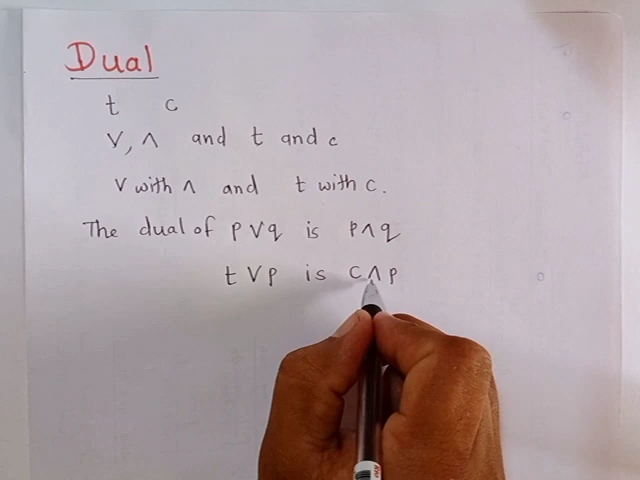 Dual
t c
∨, ∧ and t and c
∨ with ∧ and t with c.
The dual of p∨q is p∧q
t∨p is c∧p